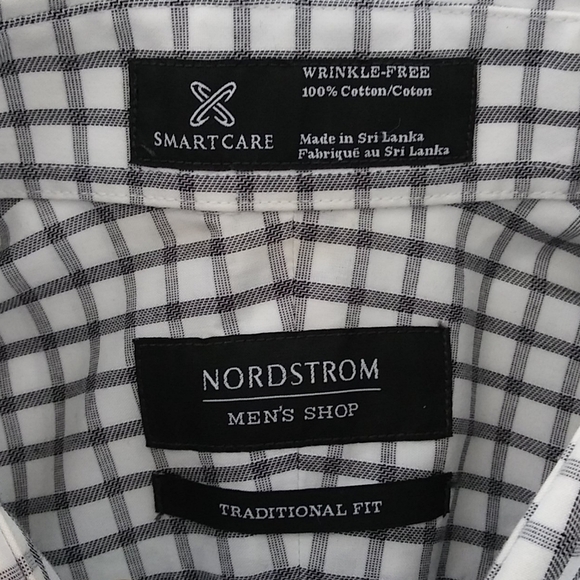 SMARTCARE
WRINKLE-FREE
100% Cotton/Coton
Made in Sri Lanka
Fabriqué au Sri Lanka
NORDSTROM
MEN'S SHOP
TRADITIONAL FIT